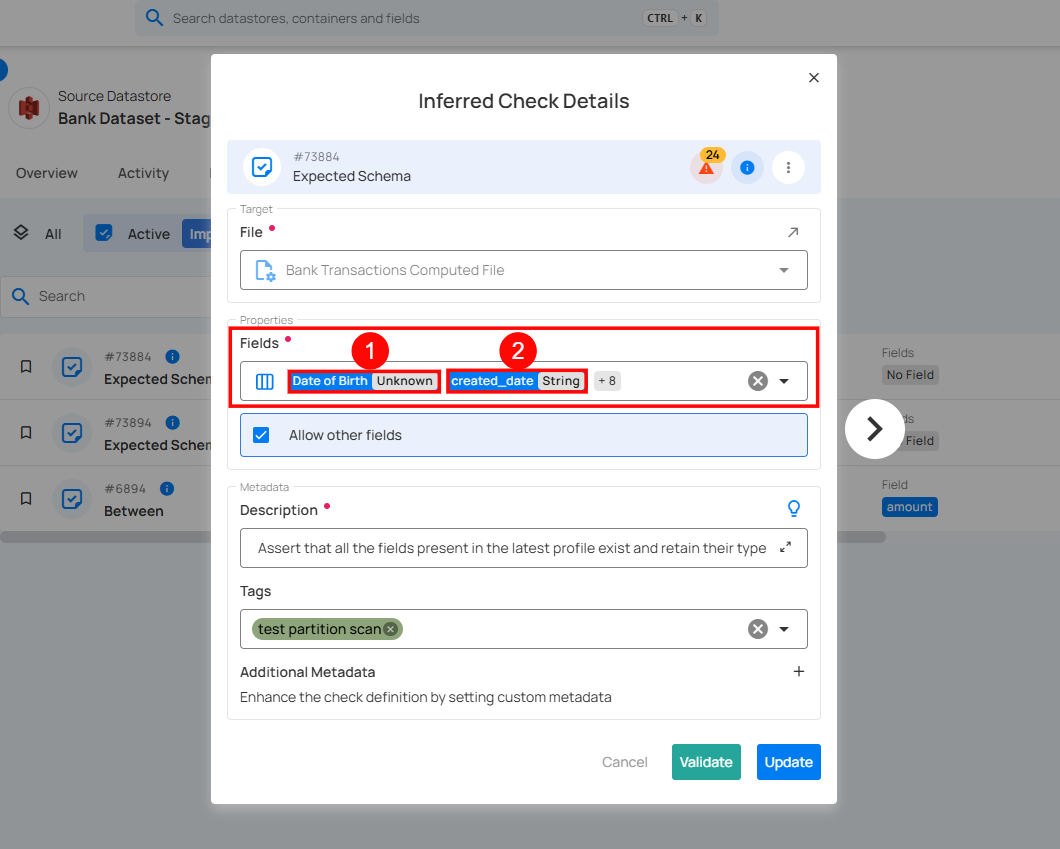 Search datastores, containers and fields CTRL + K
Source Datastore
Bank Dataset - Stag
Overview Activity
All Active Imp
Search
#73884
Expected Schem
Fields
No Field
#73894
Expected Schem
Field
#6894
Between
Field
amount
Inferred Check Details
#73884
Expected Schema
24
Target
File
Bank Transactions Computed File
Properties
Fields
1 2
Date of Birth Unknown created_date String + 8
Allow other fields
Metadata
Description
Assert that all the fields present in the latest profile exist and retain their type
Tags
test partition scan
Additional Metadata
Enhance the check definition by setting custom metadata
Cancel Validate Update